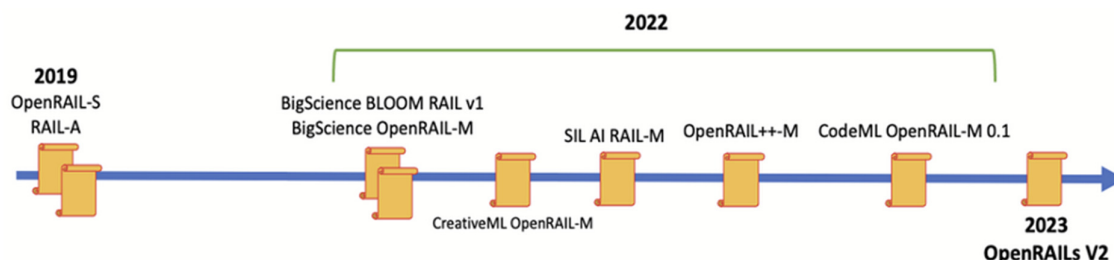 2022
2019
OpenRAIL-S
RAIL-A
BigScience BLOOM RAIL v1
BigScience OpenRAIL-M
CreativeML OpenRAIL-M
SIL AI RAIL-M
OpenRAIL++-M
CodeML OpenRAIL-M 0.1
2023
OpenRAILs V2